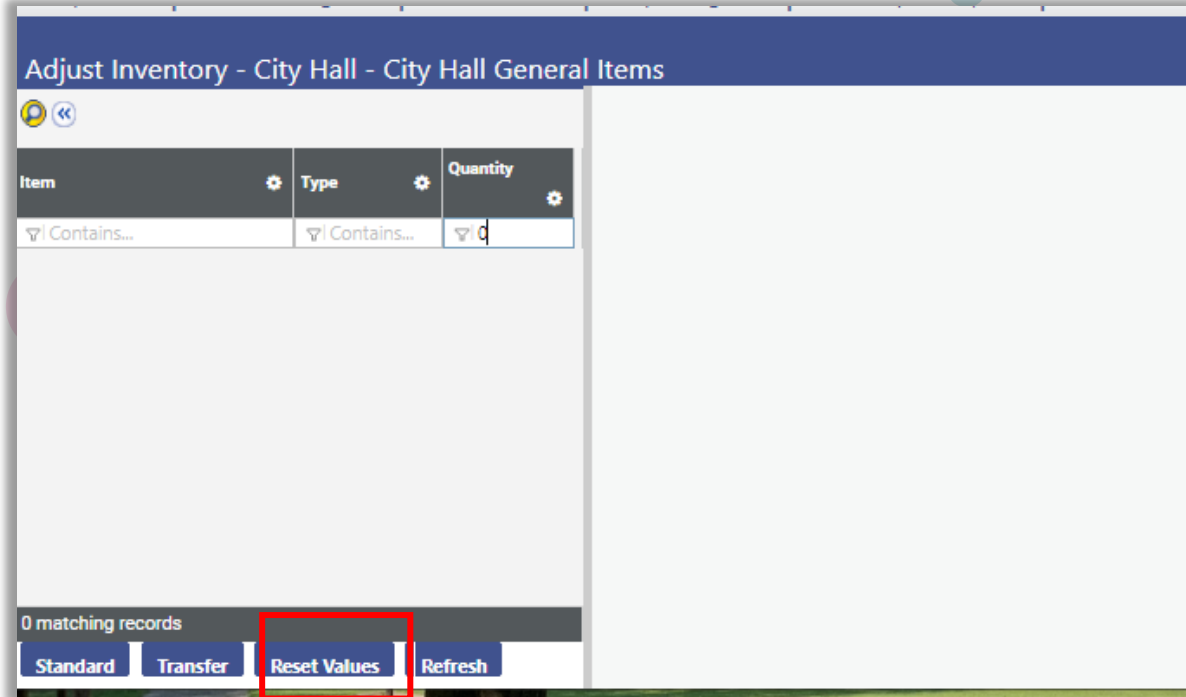 Adjust Inventory - City Hall - City Hall General Items
Item Type Quantity
Contains... Contains... 0
0 matching records
Standard Transfer Reset Values Refresh